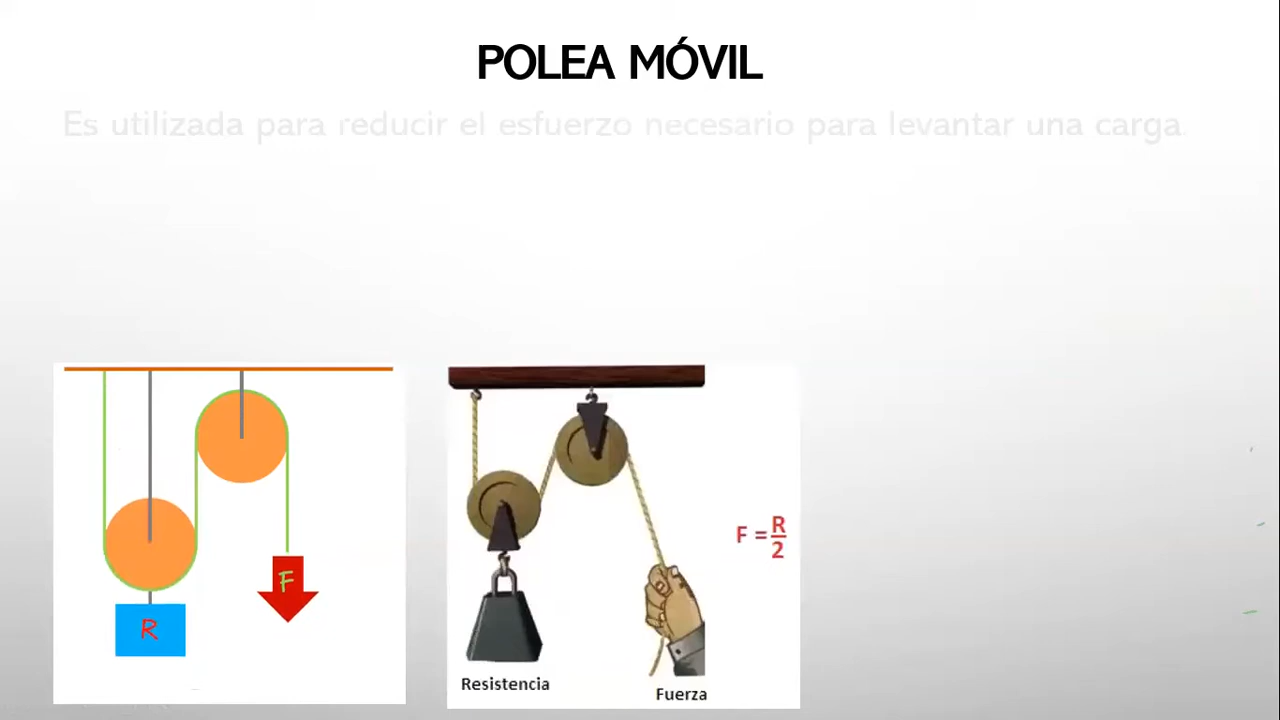 POLEA MÓVIL
Es utilizada para reducir el esfuerzo necesario para levantar una carga.
F
R
F = R/2
Resistencia
Fuerza